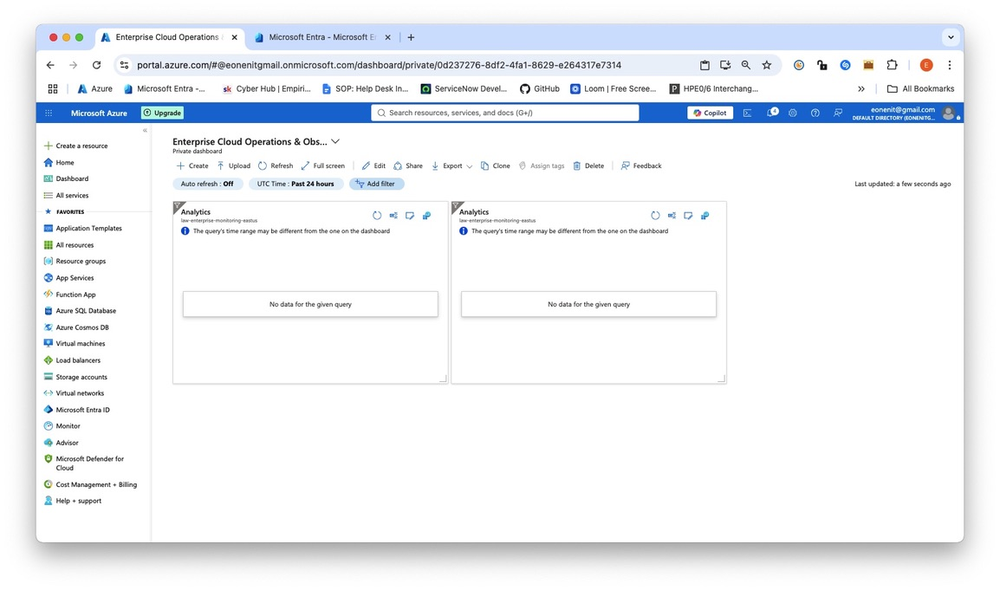 Enterprise Cloud Operations &
Microsoft Entra - Microsoft E
portal.azure.com/#@eonenitgmail.onmicrosoft.com/dashboard/private/0d237276-8df2-4fa1-8629-e264317e7314
E
Azure
Microsoft Entra -...
sk Cyber Hub | Empiri...
SOP: Help Desk In...
ServiceNow Devel...
GitHub
Loom | Free Scree...
P HPE0/6 Interchang...
»
All Bookmarks
Microsoft Azure
Upgrade
Search resources, services, and docs (G+/)
Copilot
4
eonenit@gmail.com
DEFAULT DIRECTORY (EONENITG...
«
Create a resource
Home
Dashboard
All services
FAVORITES
Application Templates
All resources
Resource groups
App Services
Function App
Azure SQL Database
Azure Cosmos DB
Virtual machines
Load balancers
Storage accounts
Virtual networks
Microsoft Entra ID
Monitor
Advisor
Microsoft Defender for
Cloud
Cost Management + Billing
Help + support
Enterprise Cloud Operations & Obs...
Private dashboard
Create
Upload
Refresh
Full screen
Edit
Share
Export
Clone
Assign tags
Delete
Feedback
Auto refresh : Off
UTC Time : Past 24 hours
Add filter
Last updated: a few seconds ago
Analytics
law-enterprise-monitoring-eastus
The query's time range may be different from the one on the dashboard
No data for the given query
Analytics
law-enterprise-monitoring-eastus
The query's time range may be different from the one on the dashboard
No data for the given query